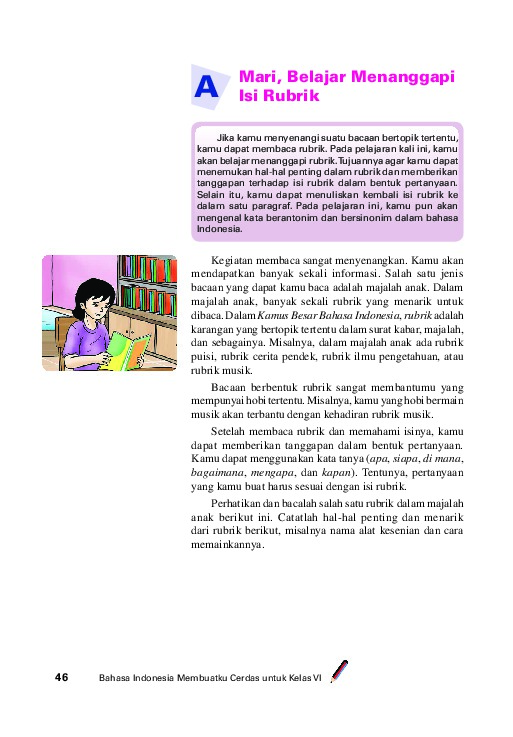 A
Mari, Belajar Menanggapi
Isi Rubrik
Jika kamu menyenangi suatu bacaan bertopik tertentu,
kamu dapat membaca rubrik. Pada pelajaran kali ini, kamu
akan belajar menanggapi rubrik. Tujuannya agar kamu dapat
menemukan hal-hal penting dalam rubrik dan memberikan
tanggapan terhadap isi rubrik dalam bentuk pertanyaan.
Selain itu, kamu dapat menuliskan kembali isi rubrik ke
dalam satu paragraf. Pada pelajaran ini, kamu pun akan
mengenal kata berantonim dan bersinonim dalam bahasa
Indonesia.
Kegiatan membaca sangat menyenangkan. Kamu akan
mendapatkan banyak sekali informasi. Salah satu jenis
bacaan yang dapat kamu baca adalah majalah anak. Dalam
majalah anak, banyak sekali rubrik yang menarik untuk
dibaca. Dalam Kamus Besar Bahasa Indonesia, rubrik adalah
karangan yang bertopik tertentu dalam surat kabar, majalah,
dan sebagainya. Misalnya, dalam majalah anak ada rubrik
puisi, rubrik cerita pendek, rubrik ilmu pengetahuan, atau
rubrik musik.
Bacaan berbentuk rubrik sangat membantumu yang
mempunyai hobi tertentu. Misalnya, kamu yang hobi bermain
musik akan terbantu dengan kehadiran rubrik musik.
Setelah membaca rubrik dan memahami isinya, kamu
dapat memberikan tanggapan dalam bentuk pertanyaan.
Kamu dapat menggunakan kata tanya (apa, siapa, di mana,
bagaimana, mengapa, dan kapan). Tentunya, pertanyaan
yang kamu buat harus sesuai dengan isi rubrik.
Perhatikan dan bacalah salah satu rubrik dalam majalah
anak berikut ini. Catatlah hal-hal penting dan menarik
dari rubrik berikut, misalnya nama alat kesenian dan cara
memainkannya.
46 Bahasa Indonesia Membuatku Cerdas untuk Kelas VI